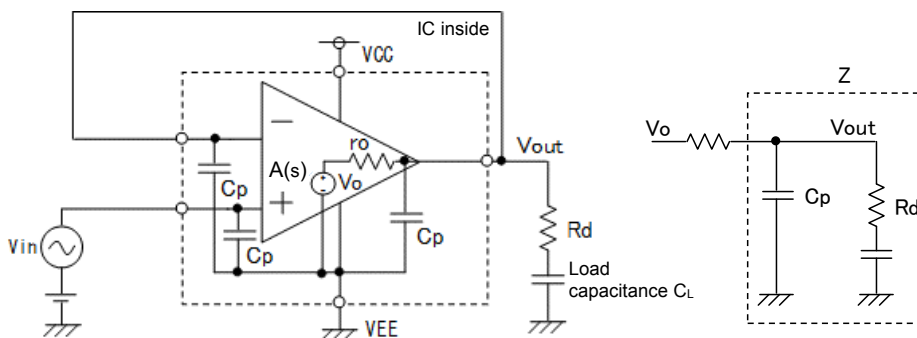 IC inside
VCC
Vout
ro
A(s)
Vo
Cp
Cp
Cp
Vin
Rd
Load
capacitance CL
VEE
Z
Vo
Vout
Cp
Rd